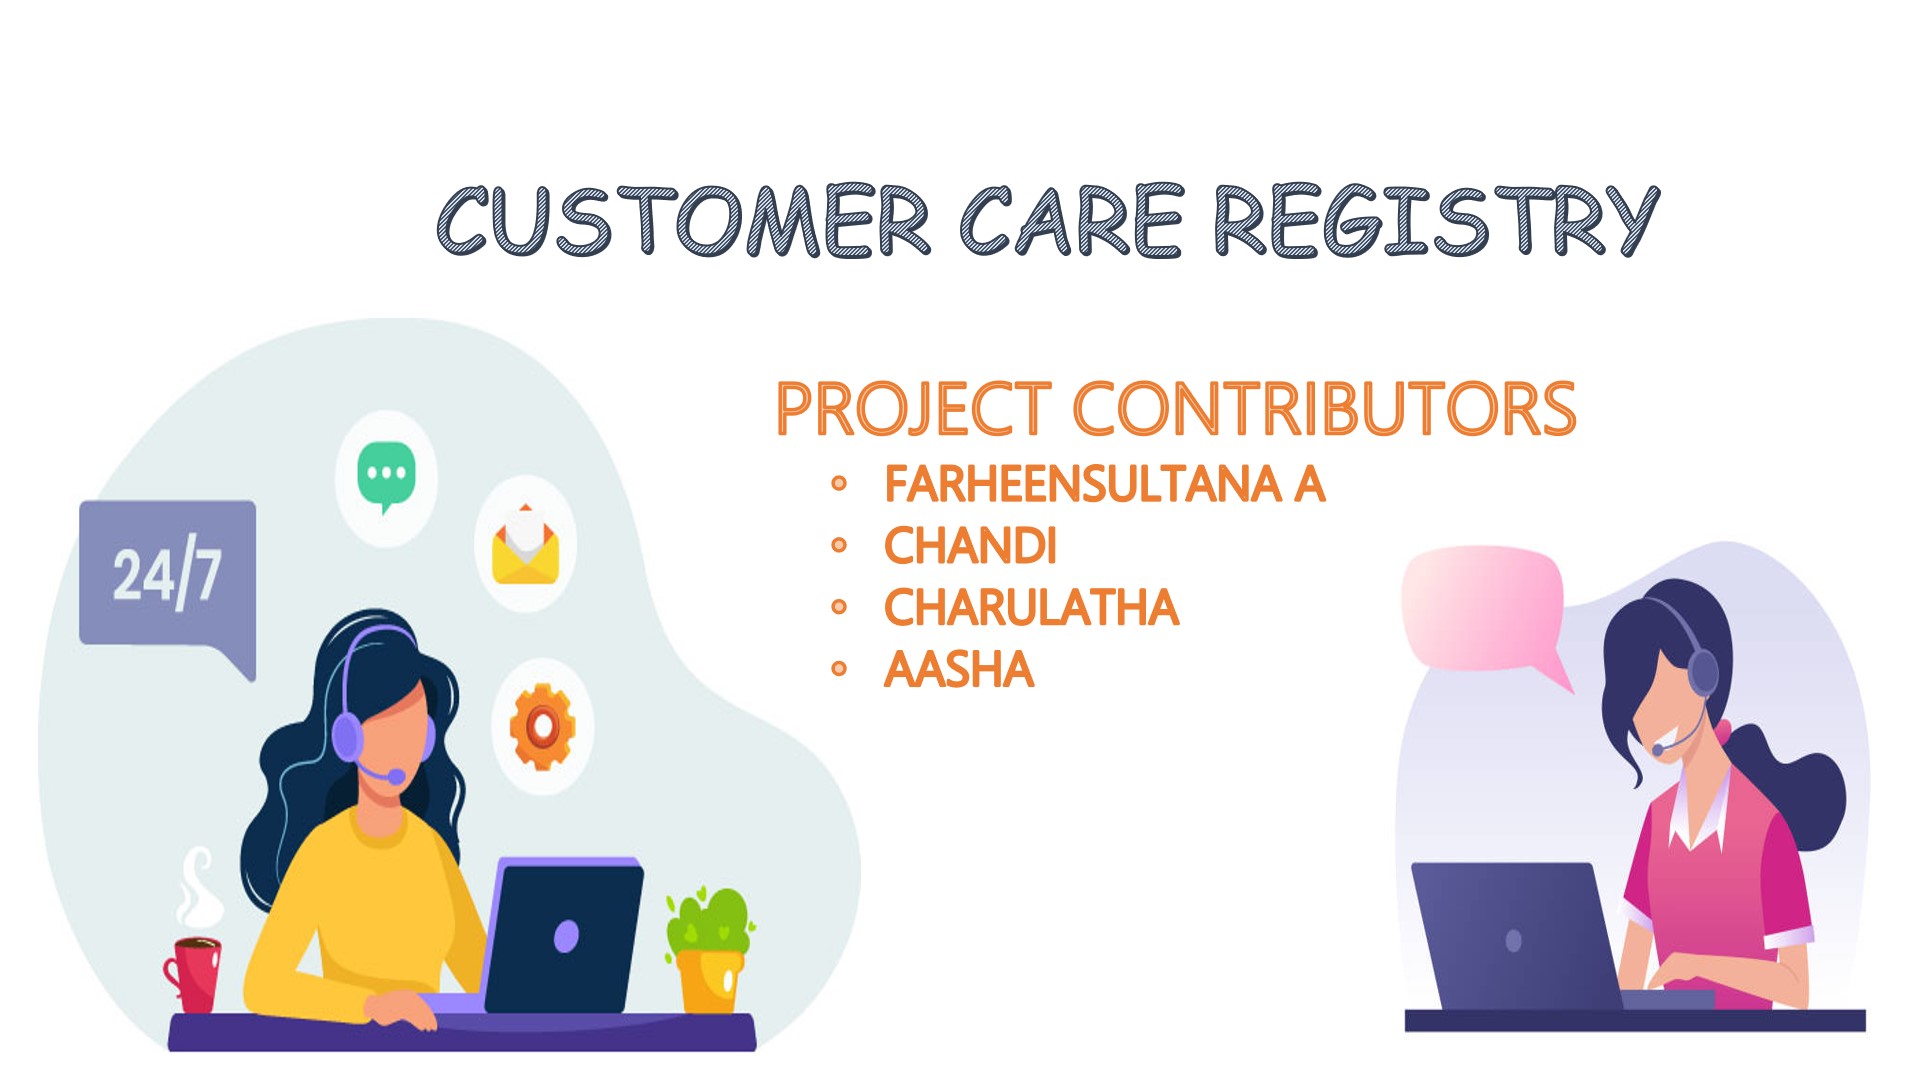 CUSTOMER CARE REGISTRY
PROJECT CONTRIBUTORS
FARHEENSULTANA A
CHANDI
CHARULATHA
AASHA
24/7